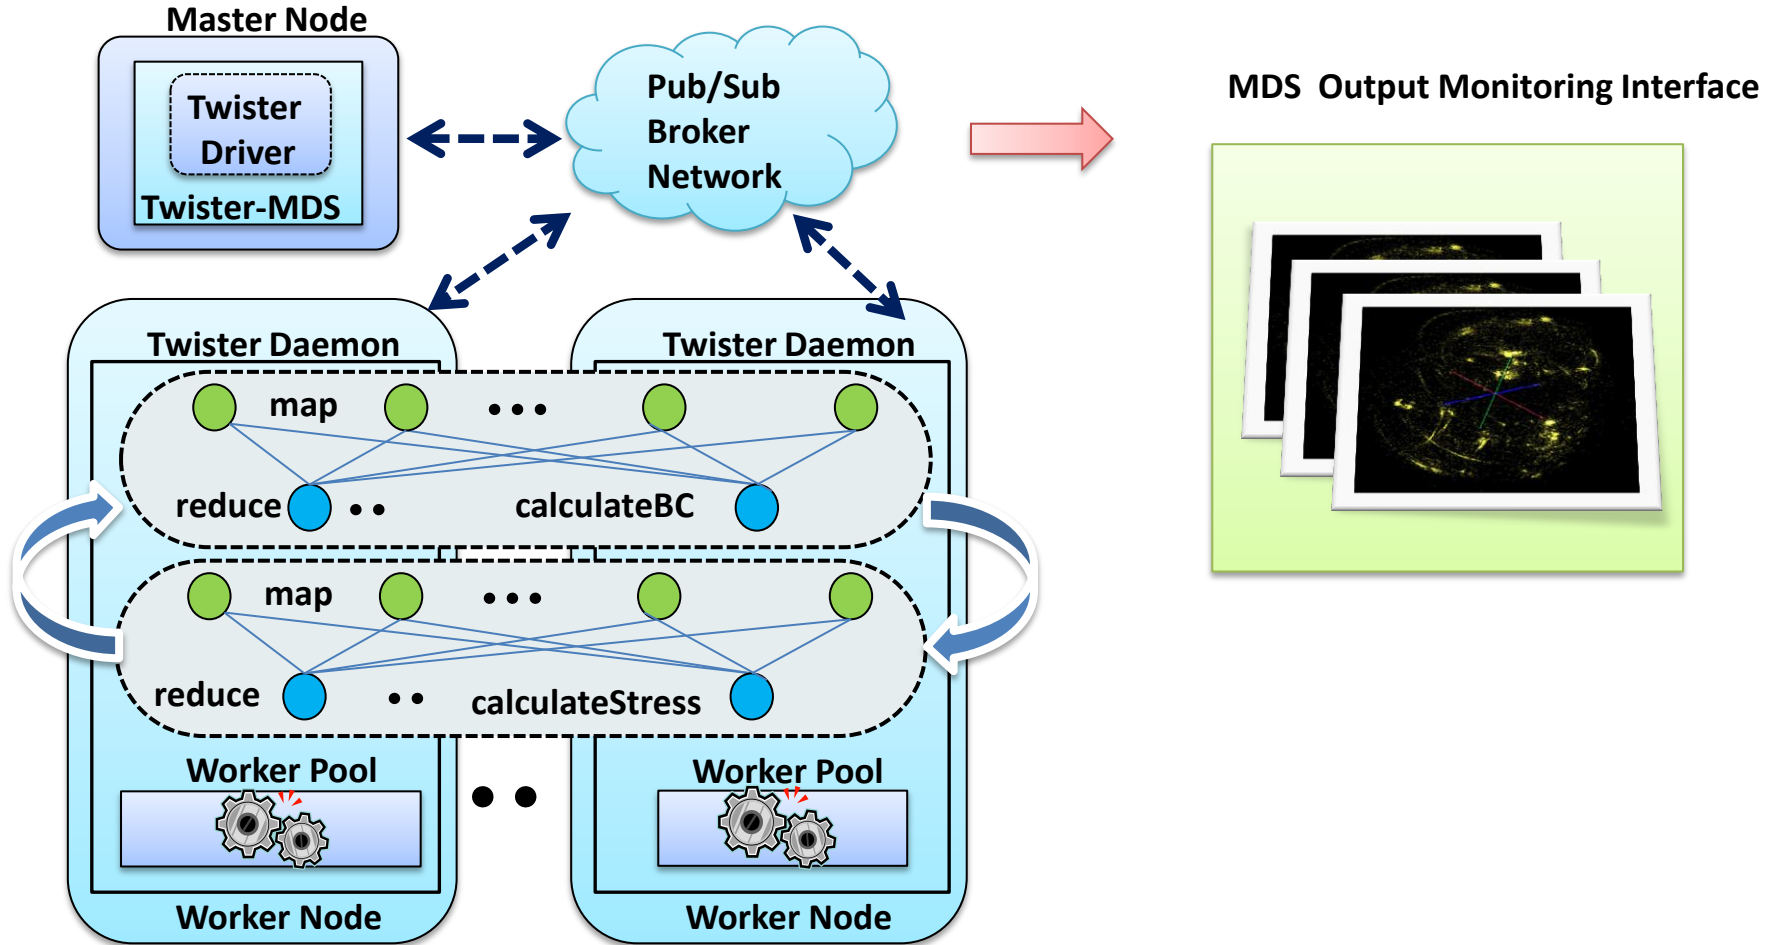 Master Node
Twister
Driver
Twister-MDS
Pub/Sub
Broker
Network
MDS  Output Monitoring Interface
Twister Daemon
Twister Daemon
map
reduce
calculateBC
map
reduce
calculateStress
Worker Pool
Worker Pool
Worker Node
Worker Node